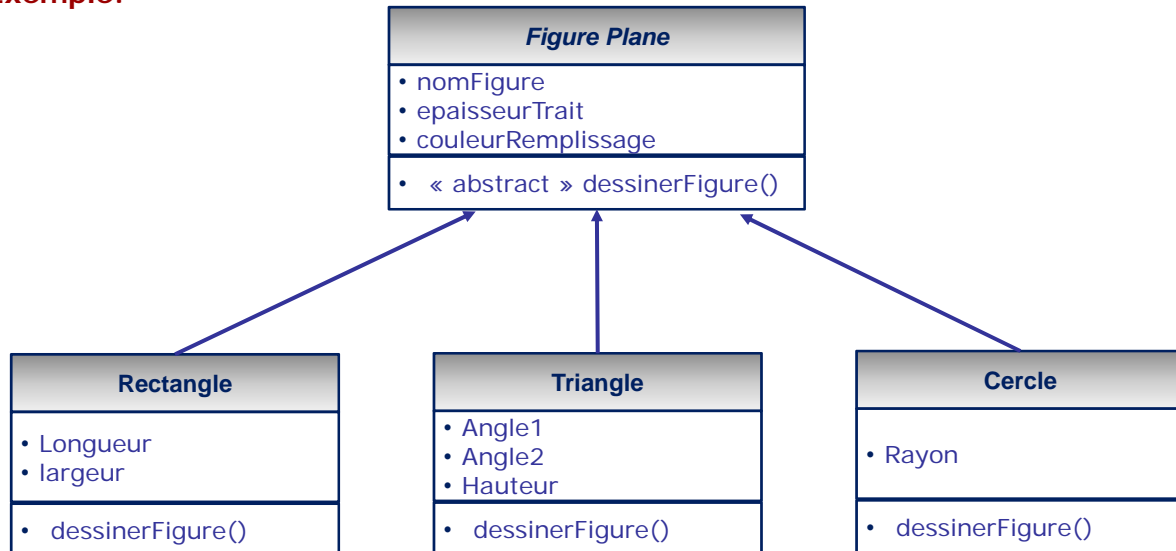 Exemple:
Figure Plane
• nomFigure
• epaisseurTrait
• couleurRemplissage
• « abstract » dessinerFigure()
Rectangle
• Longueur
• largeur
• dessinerFigure()
Triangle
• Angle1
• Angle2
• Hauteur
• dessinerFigure()
Cercle
• Rayon
• dessinerFigure()